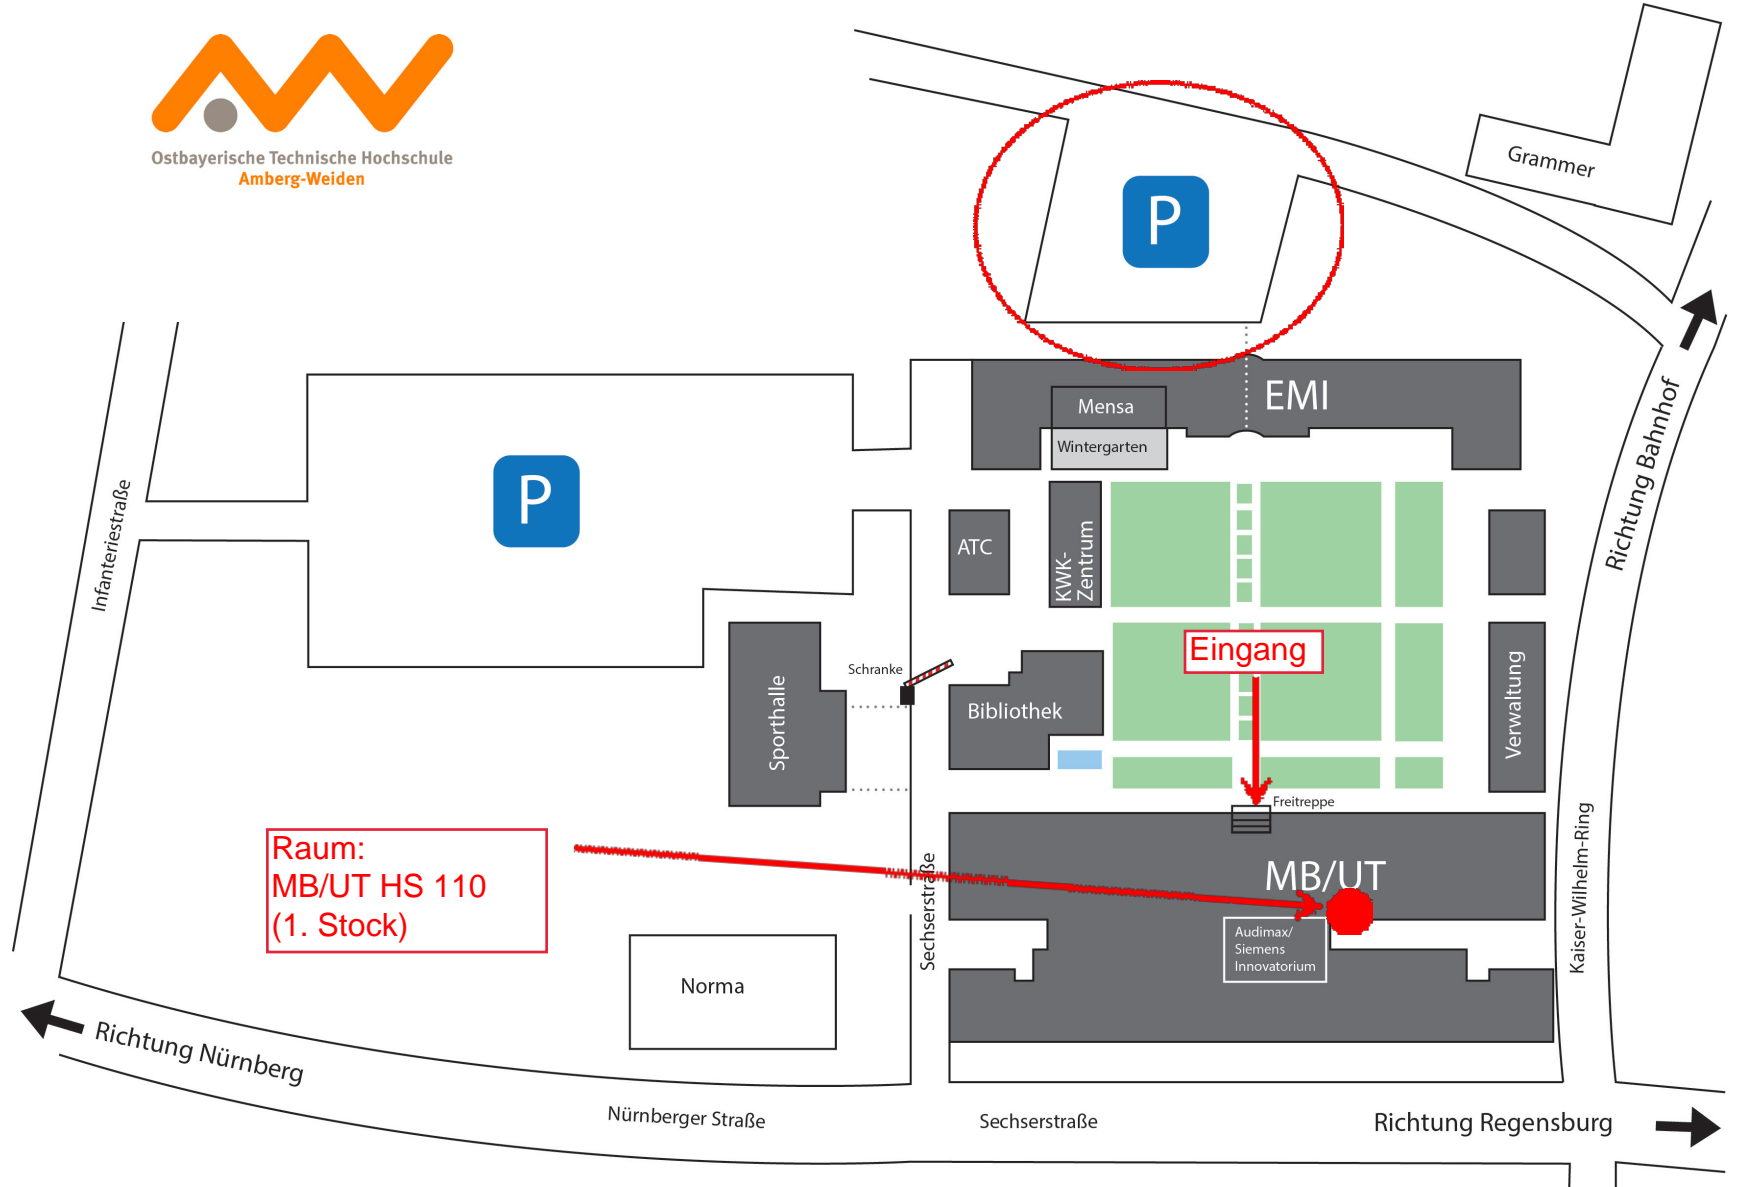 Ostbayerische Technische Hochschule
Amberg-Weiden
P
Grammer
EMI
Mensa
Wintergarten
Richtung Bahnhof
P
Infanteriestraße
ATC
KWK-
Zentrum
Eingang
Schranke
Bibliothek
Sporthalle
Verwaltung
Freitreppe
Raum:
MB/UT HS 110
(1. Stock)
MB/UT
Sechserstraße
Kaiser-Wilhelm-Ring
Audimax/
Siemens
Innovatorium
Norma
Richtung Nürnberg
Nürnberger Straße
Sechserstraße
Richtung Regensburg